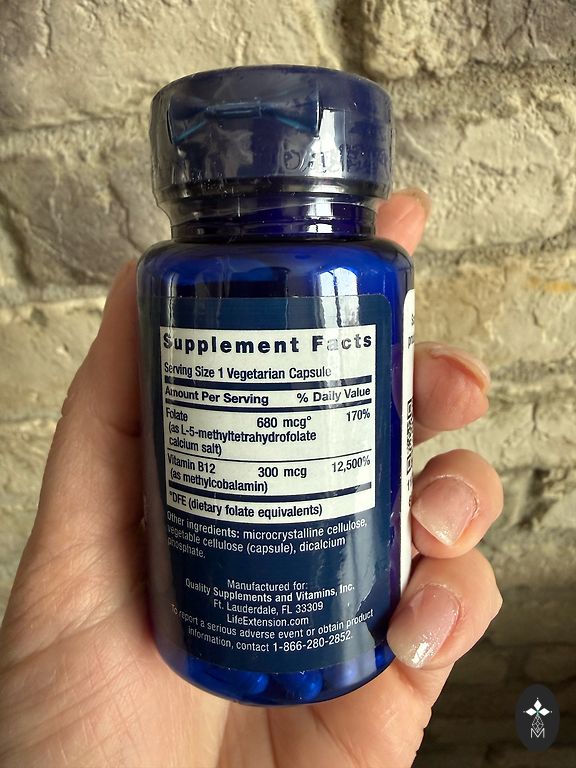 Supplement Facts
Serving Size 1 Vegetarian Capsule
Amount Per Serving % Daily Value
Folate 680 mcg° 170%
(as L-5-methyltetrahydrofolate
calcium salt)
Vitamin B12 300 mcg 12,500%
(as methylcobalamin)
°DFE (dietary folate equivalents)
Other ingredients: microcrystalline cellulose,
vegetable cellulose (capsule), dicalcium
phosphate.
Manufactured for:
Quality Supplements and Vitamins, Inc.
Ft. Lauderdale, FL 33309
LifeExtension.com
To report a serious adverse event or obtain product
information, contact 1-866-280-2852.